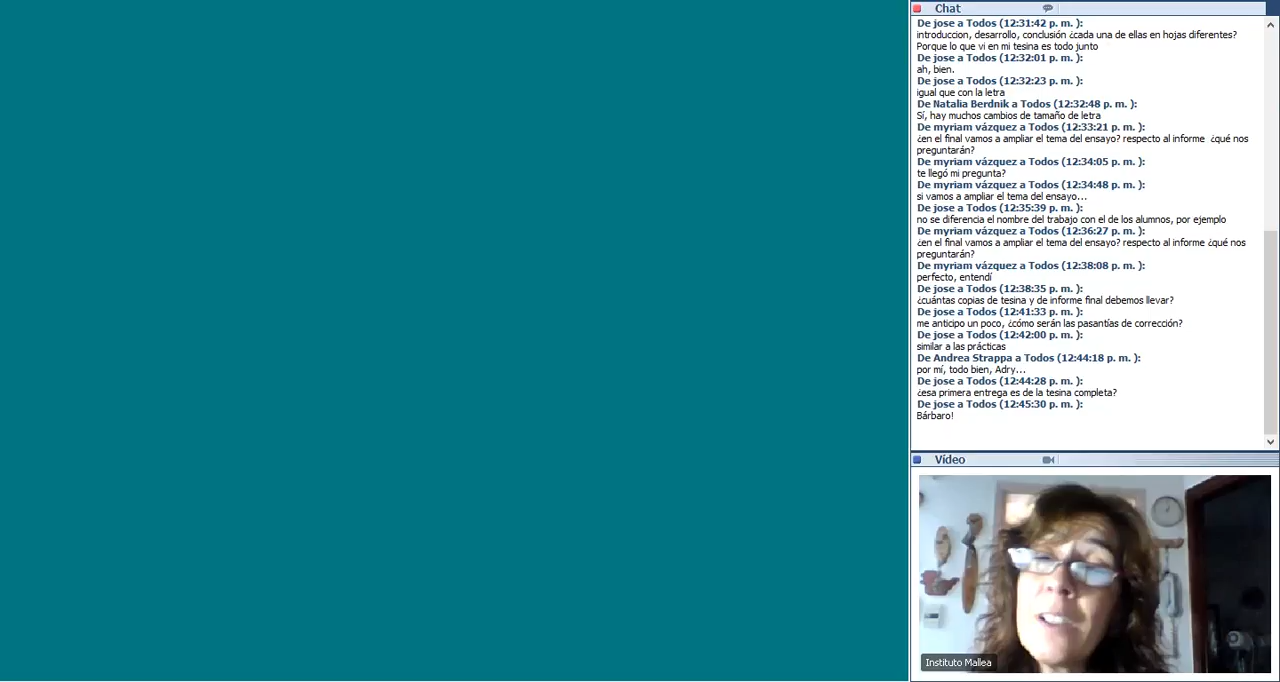 Chat
De jose a Todos (12:31:42 p. m. ):
introduccion, desarrollo, conclusión ¿cada una de ellas en hojas diferentes?
Porque lo que vi en mi tesina es todo junto
De jose a Todos (12:32:01 p. m. ):
ah, bien.
De jose a Todos (12:32:23 p. m. ):
igual que con la letra
De Natalia Berdnik a Todos (12:32:48 p. m. ):
Sí, hay muchos cambios de tamaño de letra
De myriam vázquez a Todos (12:33:21 p. m. ):
¿en el final vamos a ampliar el tema del ensayo? respecto al informe ¿qué nos
preguntarán?
De myriam vázquez a Todos (12:34:05 p. m. ):
te llegó mi pregunta?
De myriam vázquez a Todos (12:34:48 p. m. ):
si vamos a ampliar el tema del ensayo...
De jose a Todos (12:35:39 p. m. ):
no se diferencia el nombre del trabajo con el de los alumnos, por ejemplo
De myriam vázquez a Todos (12:36:27 p. m. ):
¿en el final vamos a ampliar el tema del ensayo? respecto al informe ¿qué nos
preguntarán?
De myriam vázquez a Todos (12:38:08 p. m. ):
perfecto, entendí
De jose a Todos (12:38:35 p. m. ):
¿cuántas copias de tesina y de informe final debemos llevar?
De jose a Todos (12:41:33 p. m. ):
me anticipo un poco, ¿cómo serán las pasantías de corrección?
De jose a Todos (12:42:00 p. m. ):
similar a las prácticas
De Andrea Strappa a Todos (12:44:18 p. m. ):
por mí, todo bien, Adry...
De jose a Todos (12:44:28 p. m. ):
¿esa primera entrega es de la tesina completa?
De jose a Todos (12:45:30 p. m. ):
Bárbaro!
Vídeo
Instituto Mallea